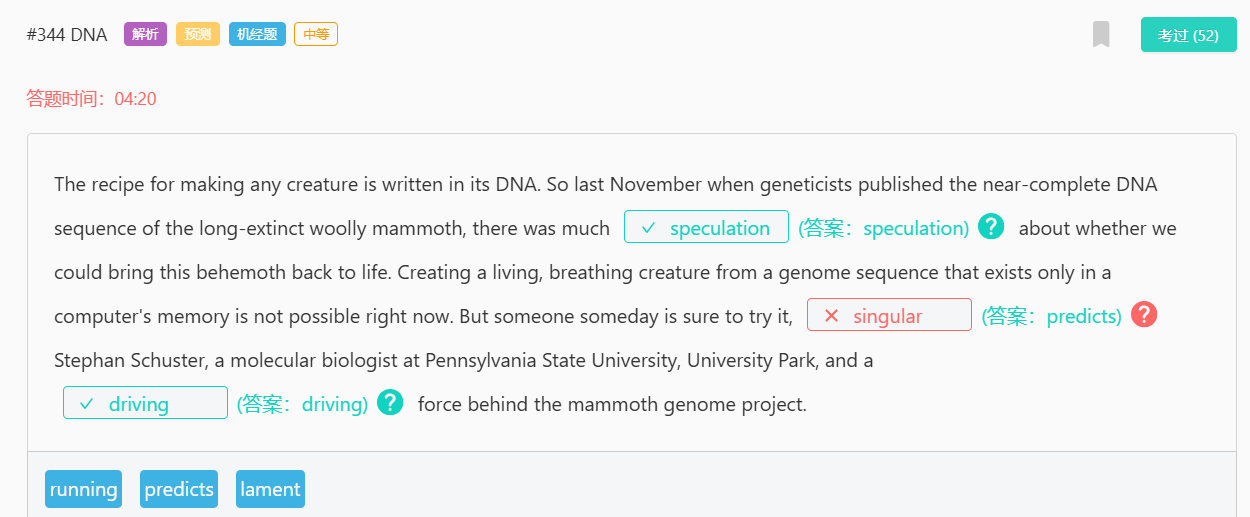 #344 DNA 解析 预测 机经题 中等 考过 (52)
答题时间：04:20
The recipe for making any creature is written in its DNA. So last November when geneticists published the near-complete DNA
sequence of the long-extinct woolly mammoth, there was much ✓ speculation (答案：speculation) ? about whether we
could bring this behemoth back to life. Creating a living, breathing creature from a genome sequence that exists only in a
computer's memory is not possible right now. But someone someday is sure to try it, ✕ singular (答案：predicts) ?
Stephan Schuster, a molecular biologist at Pennsylvania State University, University Park, and a
✓ driving (答案：driving) ? force behind the mammoth genome project.
running predicts lament